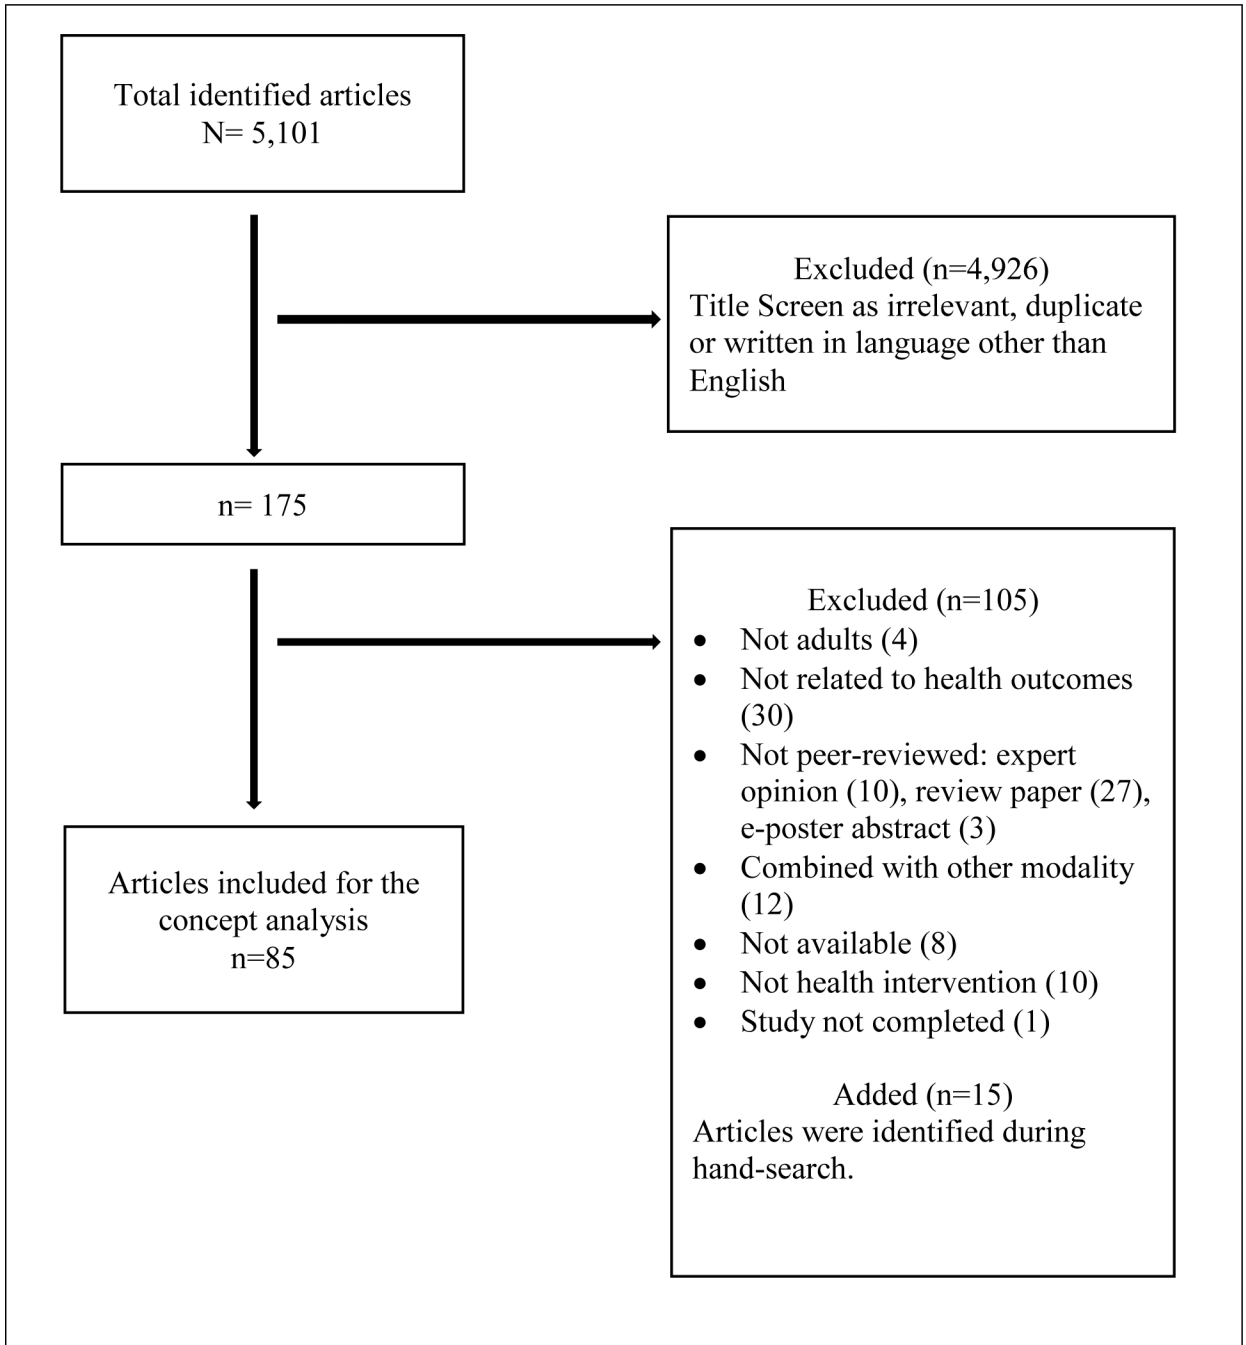 Total identified articles
N= 5,101
Excluded (n=4,926)
Title Screen as irrelevant, duplicate
or written in language other than
English
n= 175
Excluded (n=105)
• Not adults (4)
• Not related to health outcomes
(30)
• Not peer-reviewed: expert
opinion (10), review paper (27),
e-poster abstract (3)
• Combined with other modality
(12)
• Not available (8)
• Not health intervention (10)
• Study not completed (1)
Added (n=15)
Articles were identified during
hand-search.
Articles included for the
concept analysis
n=85